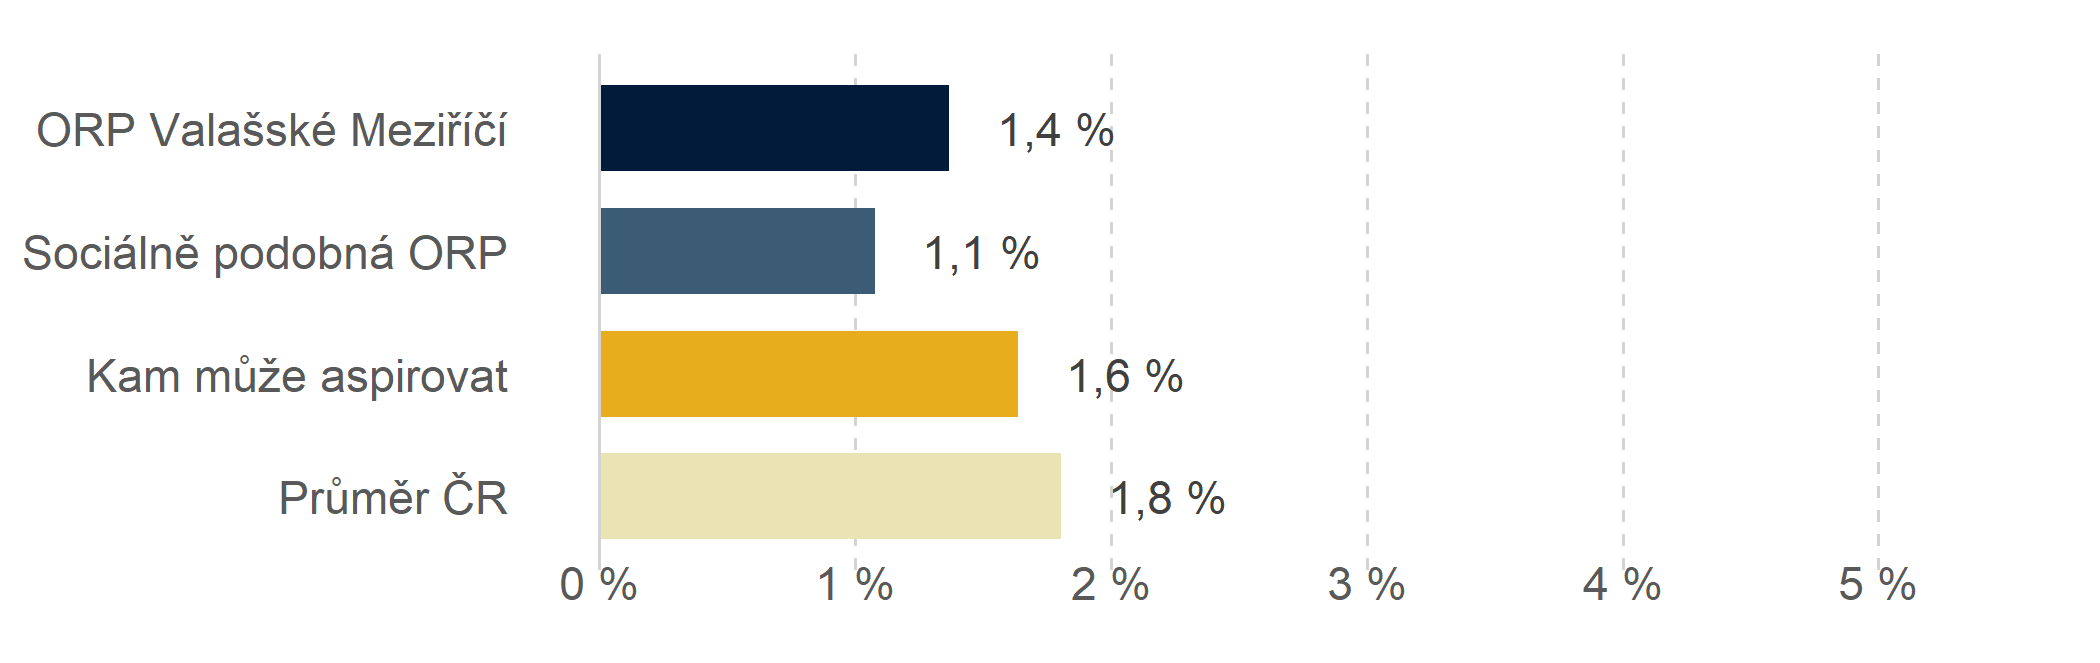 ORP Valašské Meziříčí 1,4 %
Sociálně podobná ORP 1,1 %
Kam může aspirovat 1,6 %
Průměr ČR 1,8 %
0 % 1 % 2 % 3 % 4 % 5 %